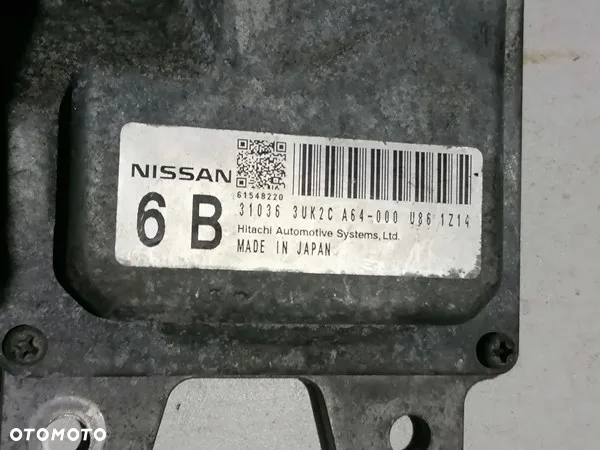 NISSAN
61548220
6 B
31036 3UK2C A64-000 U86 1Z14
Hitachi Automotive Systems, Ltd.
MADE IN JAPAN
OTOMOTO